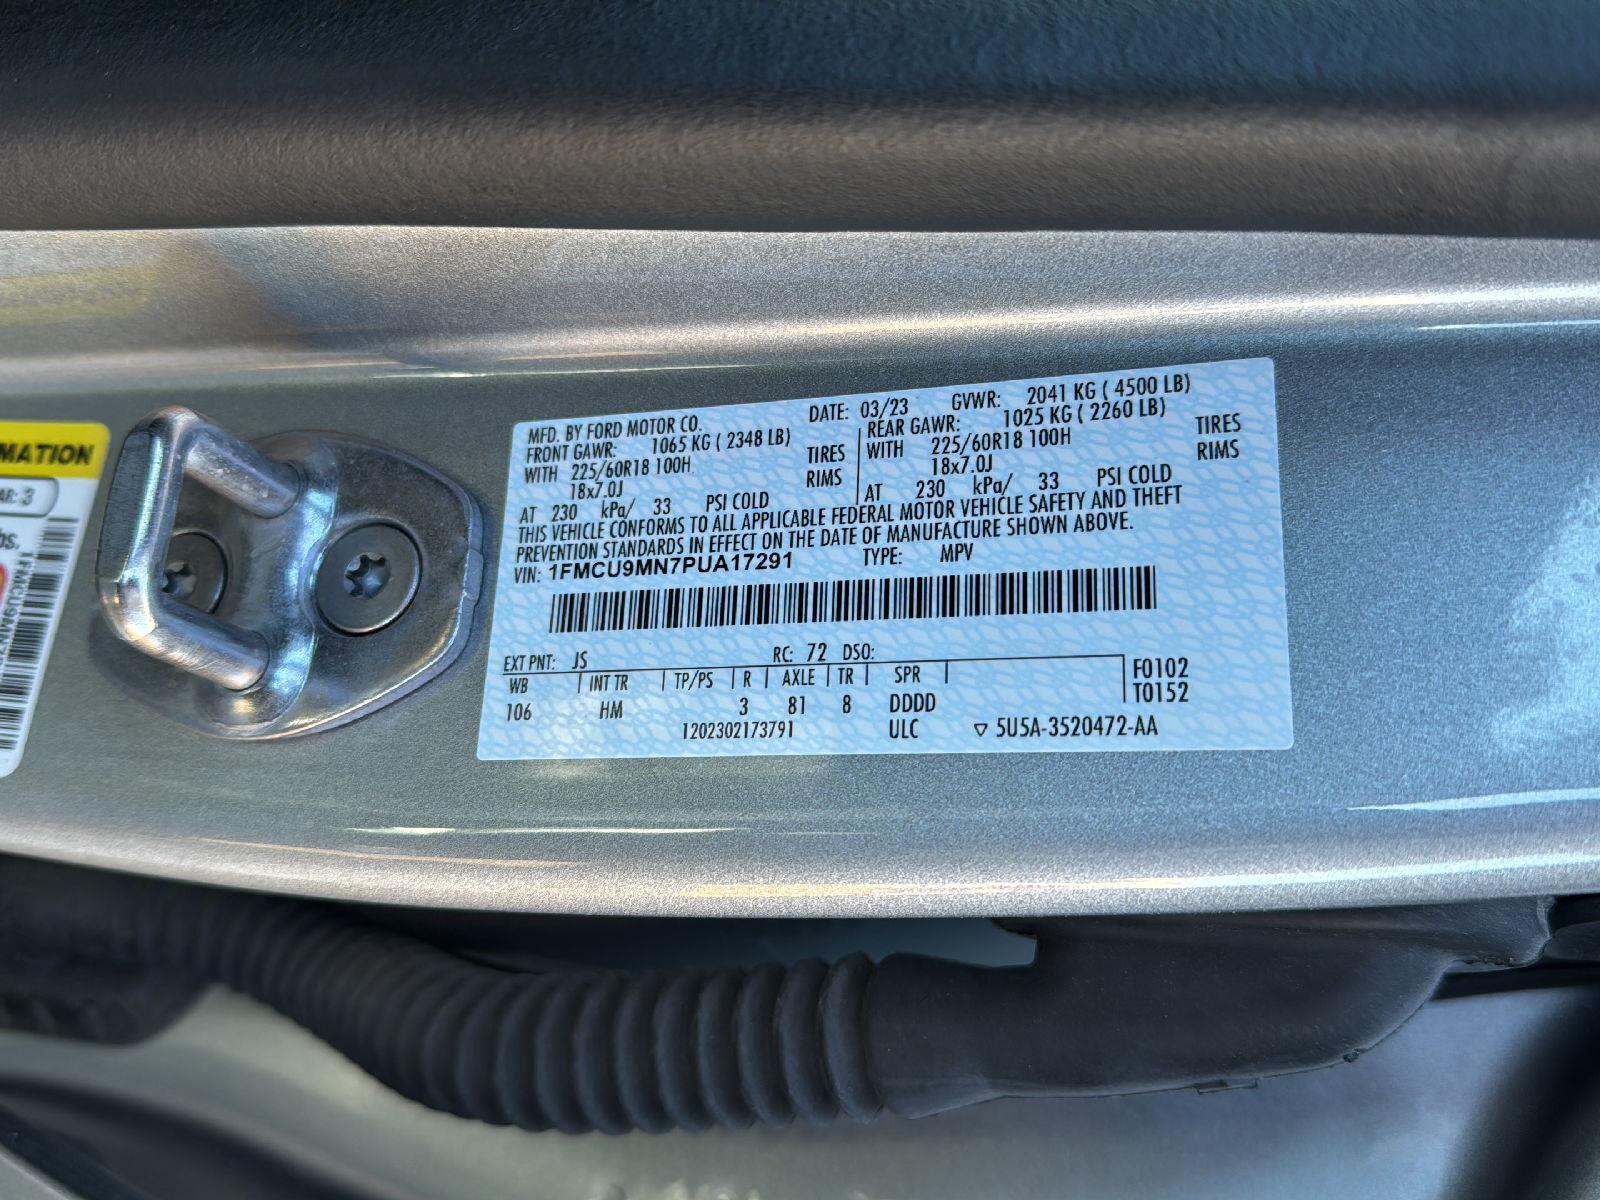 MFD. BY FORD MOTOR CO.
DATE: 03/23
GVWR: 2041 KG ( 4500 LB)
FRONT GAWR: 1065 KG ( 2348 LB)
WITH 225/60R18 100H TIRES
18x7.0J RIMS
AT 230 kPa/ 33 PSI COLD
REAR GAWR: 1025 KG ( 2260 LB)
WITH 225/60R18 100H TIRES
18x7.0J RIMS
AT 230 kPa/ 33 PSI COLD
THIS VEHICLE CONFORMS TO ALL APPLICABLE FEDERAL MOTOR VEHICLE SAFETY AND THEFT
PREVENTION STANDARDS IN EFFECT ON THE DATE OF MANUFACTURE SHOWN ABOVE.
VIN: 1FMCU9MN7PUA17291 TYPE: MPV
EXT PNT: JS RC: 72 DSO:
WB INT TR TP/PS R AXLE TR SPR
106 HM 3 81 8 DDDD
F0102
T0152
1202302173791 ULC ▽ 5U5A-3520472-AA
MATION
AR: 3